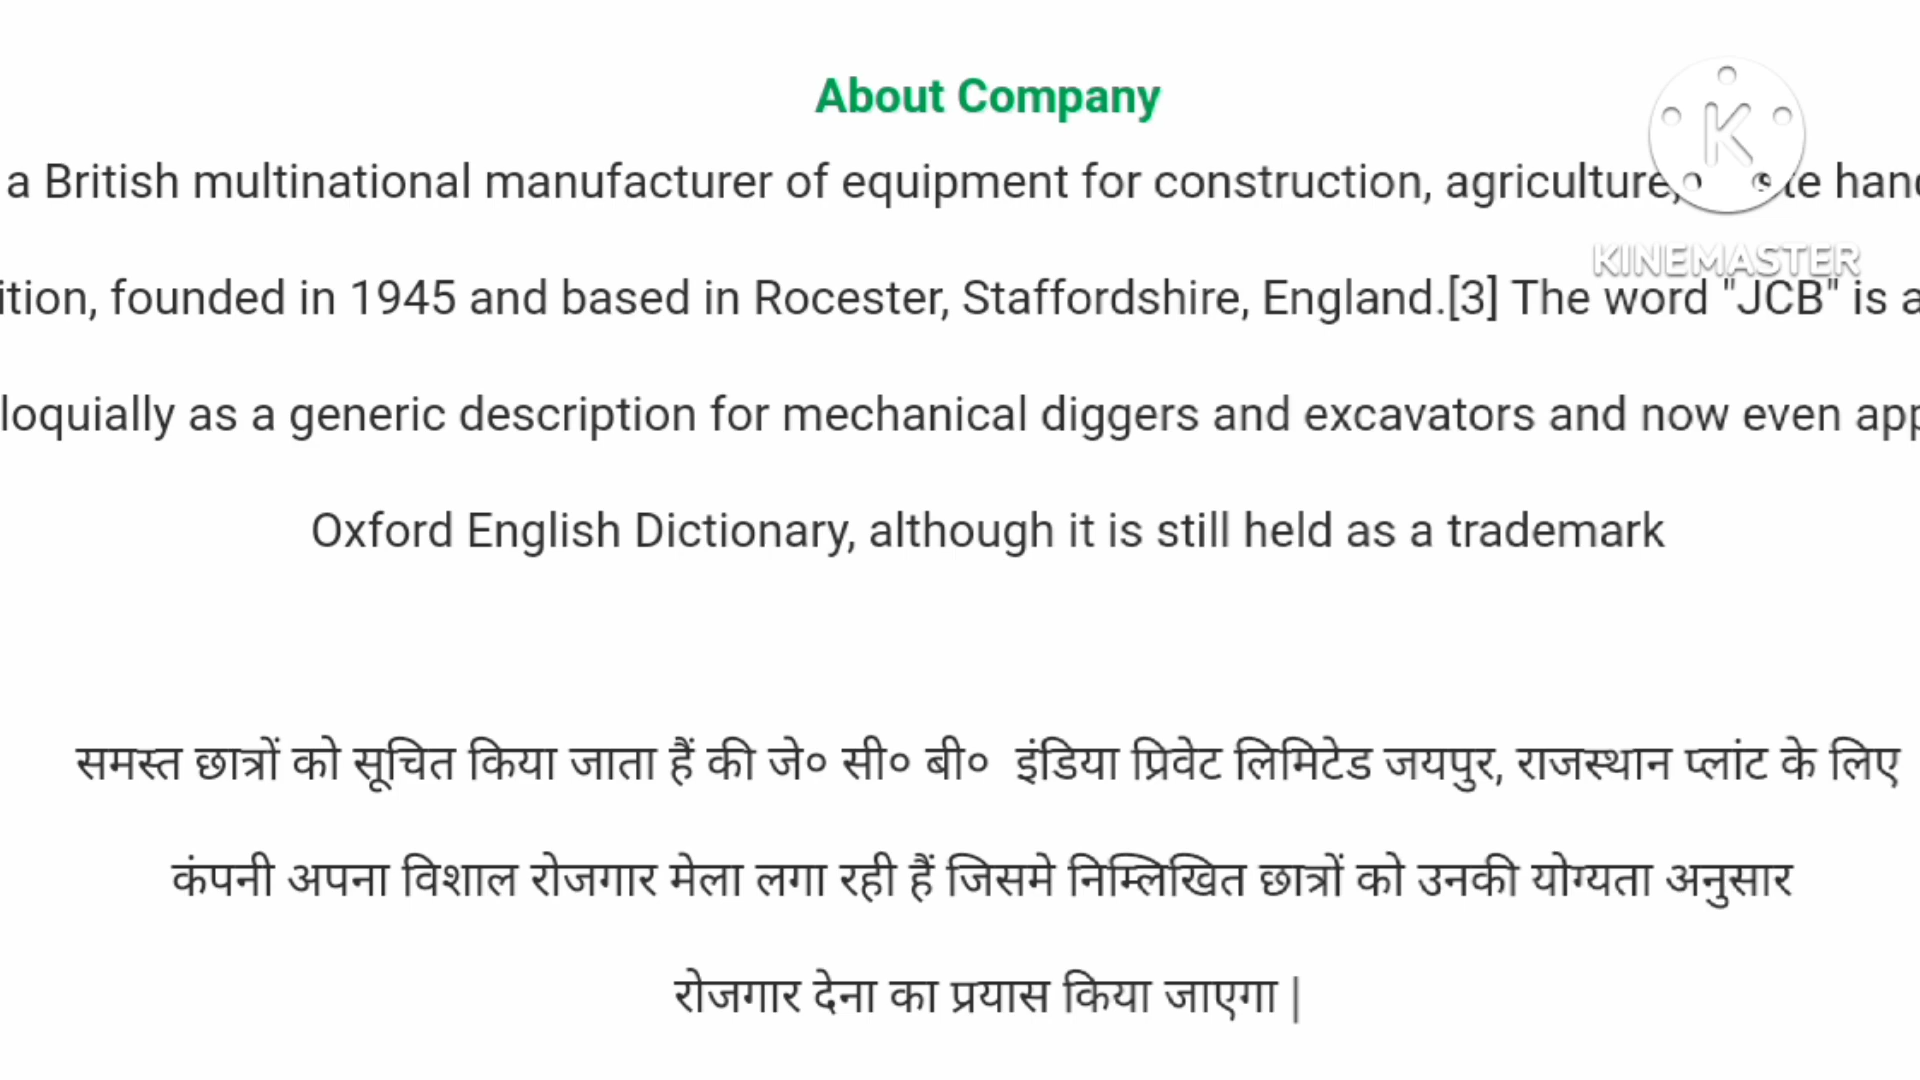 About Company
a British multinational manufacturer of equipment for construction, agriculture,
KINEMASTER
founded in 1945 and based in Rocester, Staffordshire, England.[3] The word "JCB" is
as a generic description for mechanical diggers and excavators and now even
Oxford English Dictionary, although it is still held as a trademark
समस्त छात्रों को सूचित किया जाता हैं की जे० सी० बी० इंडिया प्रिवेट लिमिटेड जयपुर, राजस्थान प्लांट के लिए
कंपनी अपना विशाल रोजगार मेला लगा रही हैं जिसमे निम्लिखित छात्रों को उनकी योग्यता अनुसार
रोजगार देना का प्रयास किया जाएगा |